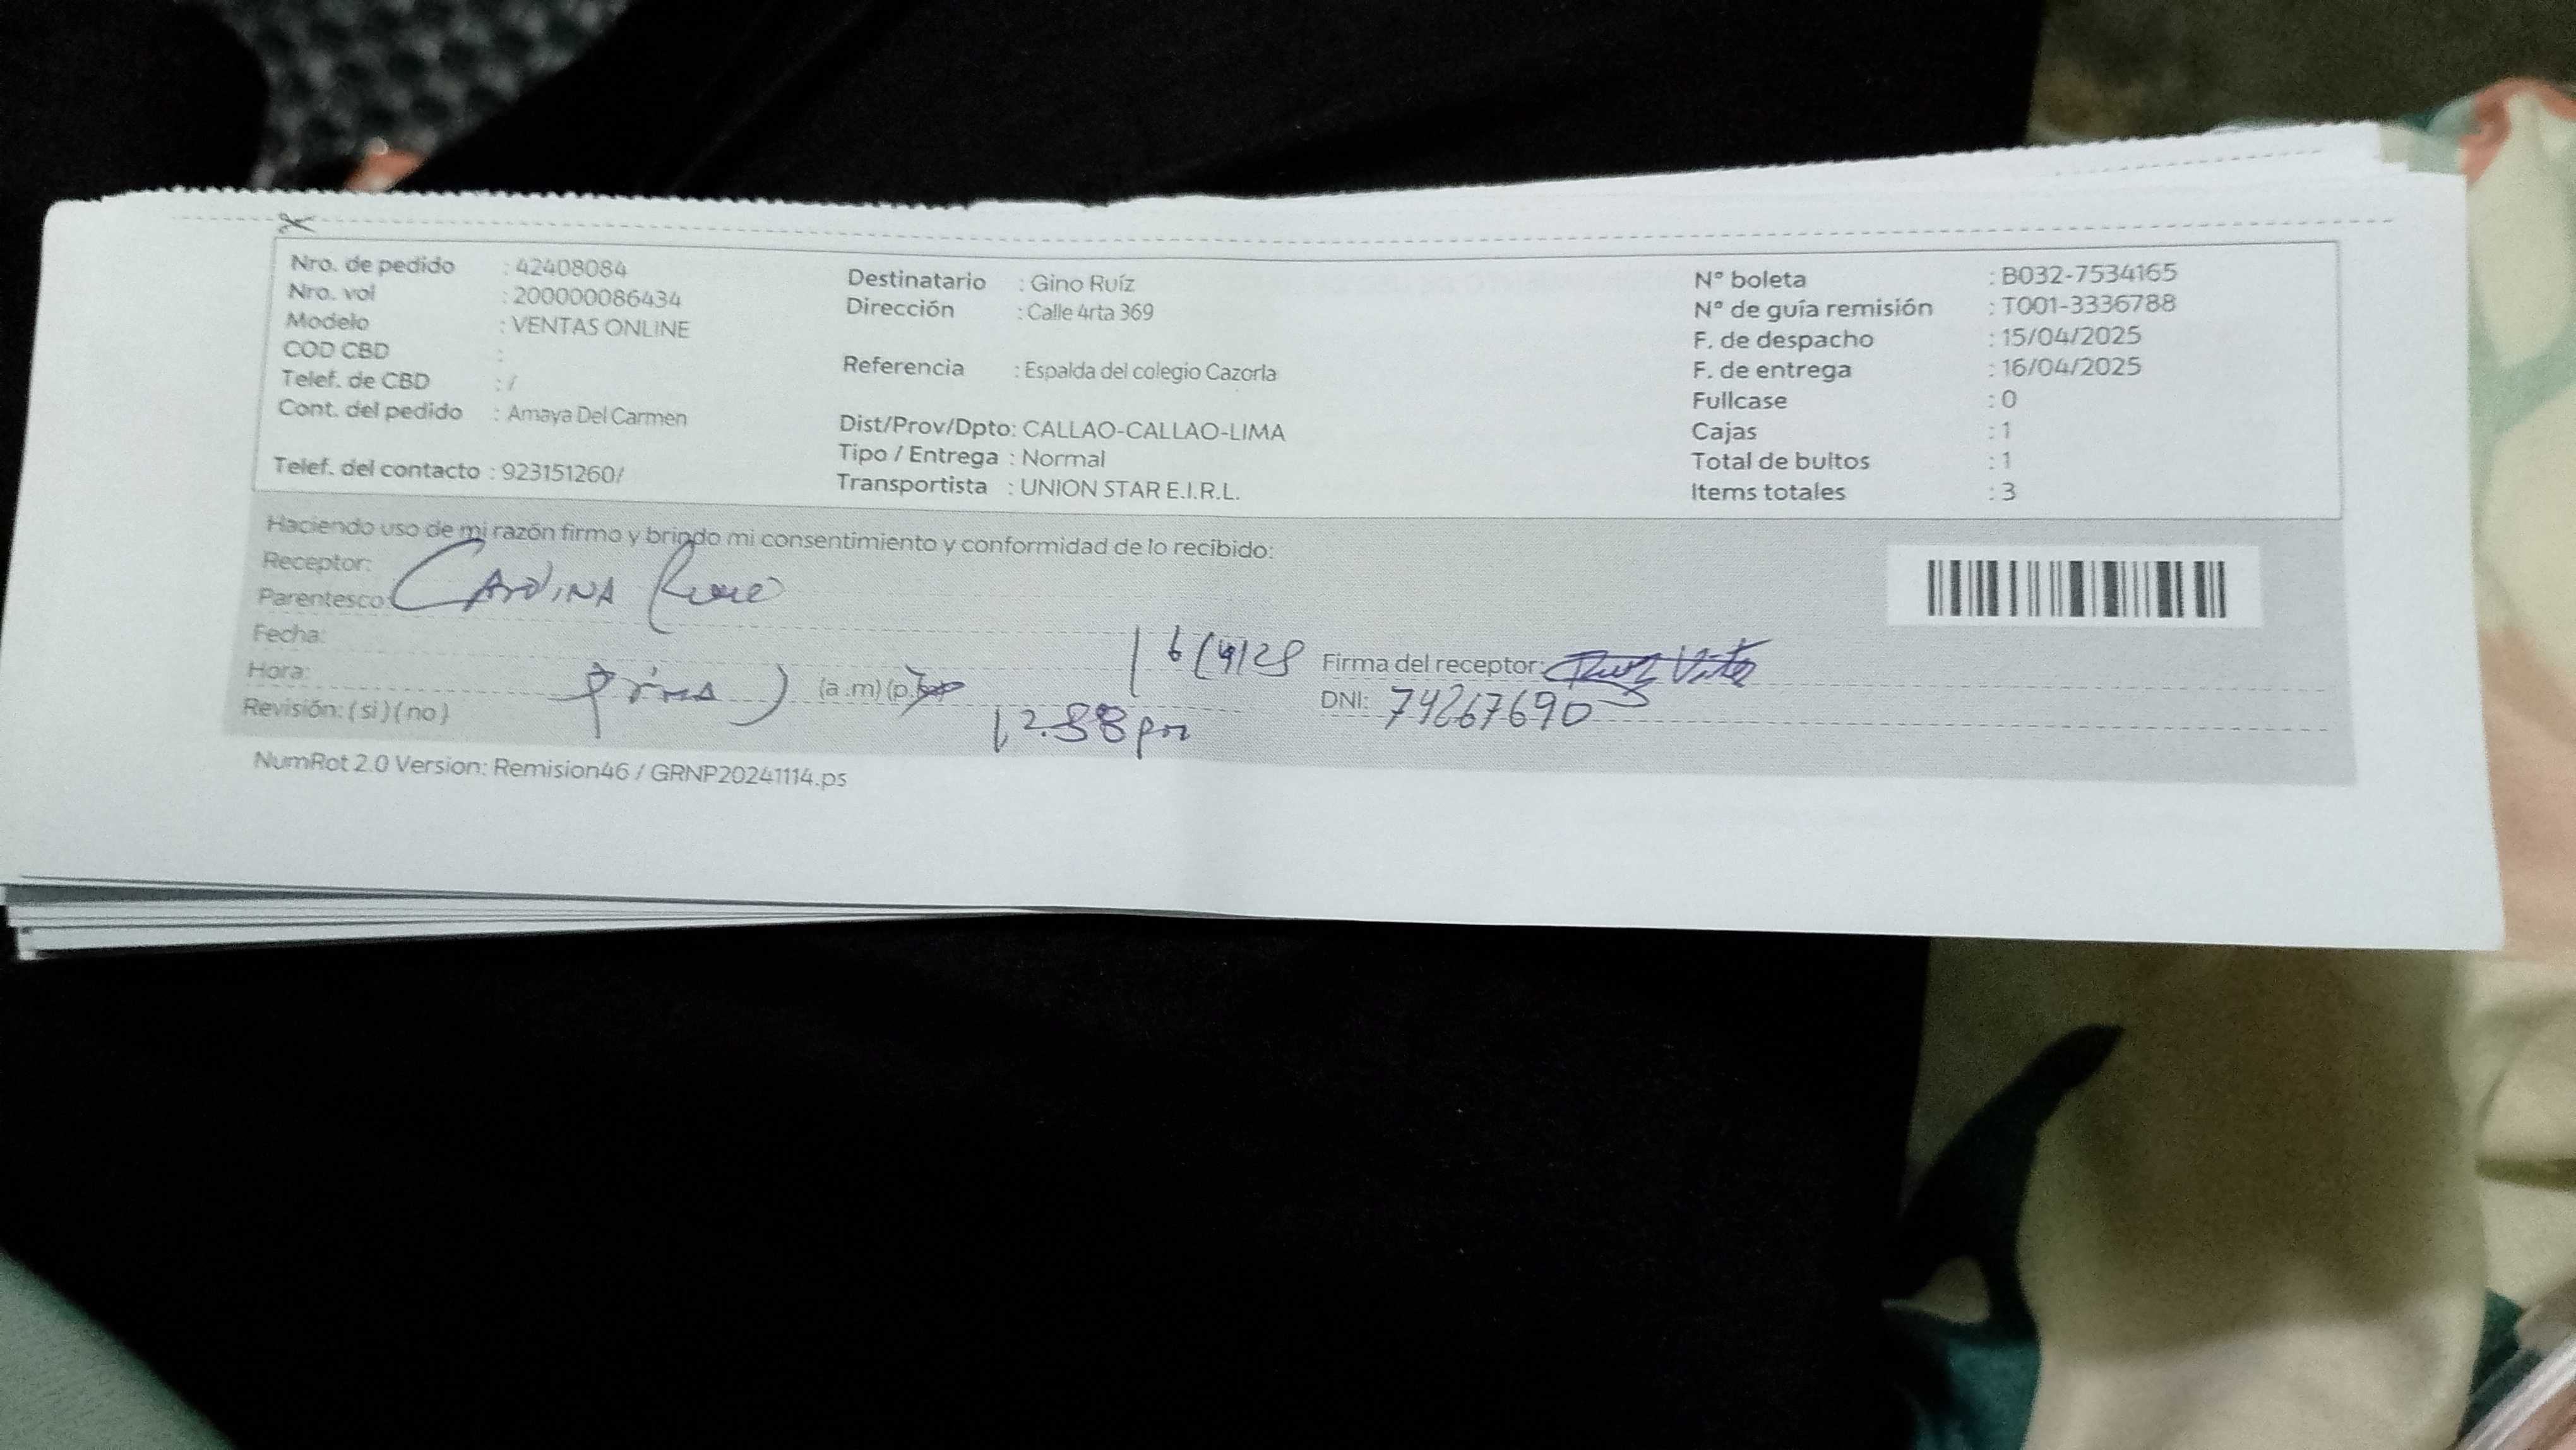 Nro. de pedido : 42408084
Nro. vol : 200000086434
Modelo : VENTAS ONLINE
COD CBD :
Telef. de CBD : /
Cont. del pedido : Amaya Del Carmen
Telef. del contacto : 923151260/
Destinatario : Gino Ruíz
Dirección : Calle 4rta 369
Referencia : Espalda del colegio Cazorla
Dist/Prov/Dpto: CALLAO-CALLAO-LIMA
Tipo / Entrega : Normal
Transportista : UNION STAR E.I.R.L.
N° boleta : B032-7534165
N° de guía remisión : T001-3336788
F. de despacho : 15/04/2025
F. de entrega : 16/04/2025
Fullcase : 0
Cajas : 1
Total de bultos : 1
Items totales : 3
Haciendo uso de mi razón firmo y brindo mi consentimiento y conformidad de lo recibido:
Receptor:
Parentesco:
Fecha:
Hora: (a.m) (p.
Revisión: ( si ) ( no )
Firma del receptor:
DNI: 74267690
NumRot 2.0 Version: Remision46 / GRNP20241114.ps